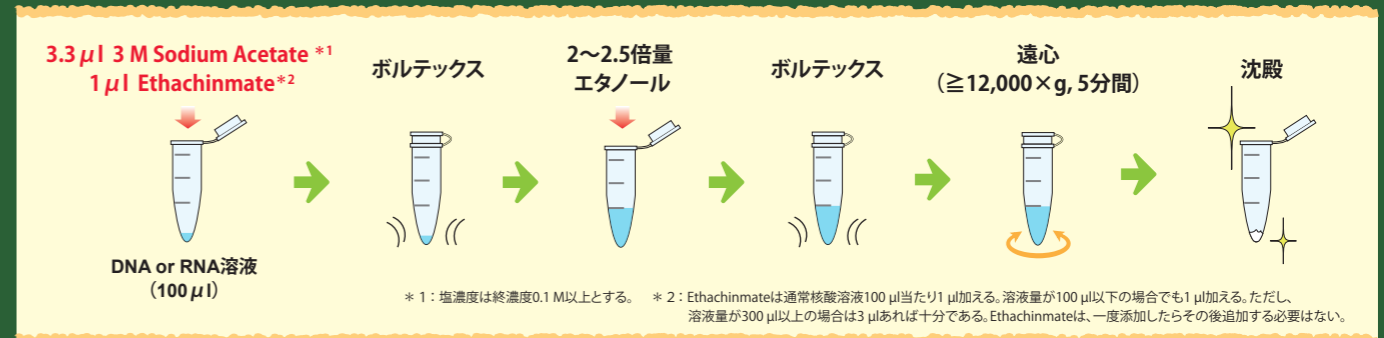 3.3 μl 3 M Sodium Acetate *1
1 μl Ethachinmate*2
DNA or RNA溶液
(100 μl)
ボルテックス
2～2.5倍量
エタノール
ボルテックス
遠心
(≧12,000×g, 5分間)
沈殿
＊1：塩濃度は終濃度0.1 M以上とする。
＊2：Ethachinmateは通常核酸溶液100 μl当たり1 μl加える。溶液量が100 μl以下の場合でも1 μl加える。ただし、
溶液量が300 μl以上の場合は3 μlあれば十分である。Ethachinmateは、一度添加したらその後追加する必要はない。